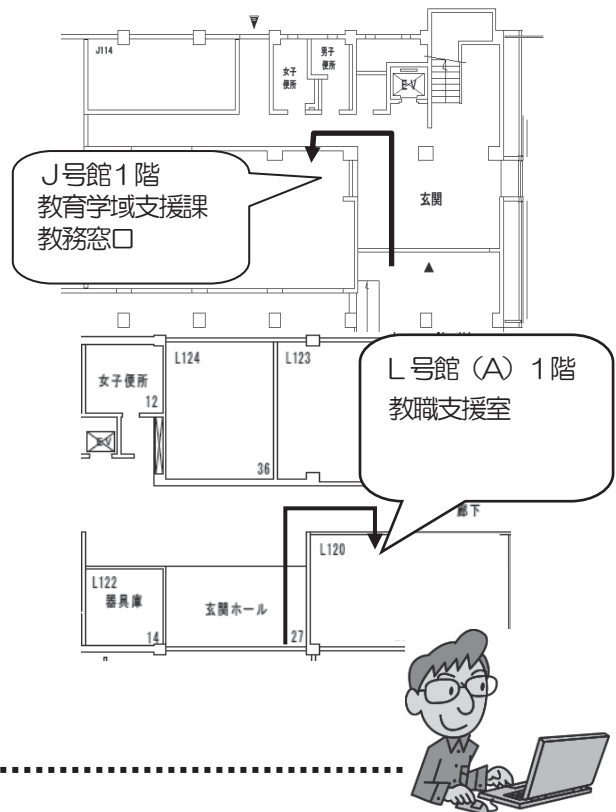 J114
女子
便所
男子
便所
EV
J号館1階
教育学域支援課
教務窓口
玄関
L124
L123
女子便所
12
EV
36
L号館(A)1階
教職支援室
廊下
L120
L122
器具庫
14
玄関ホール
27